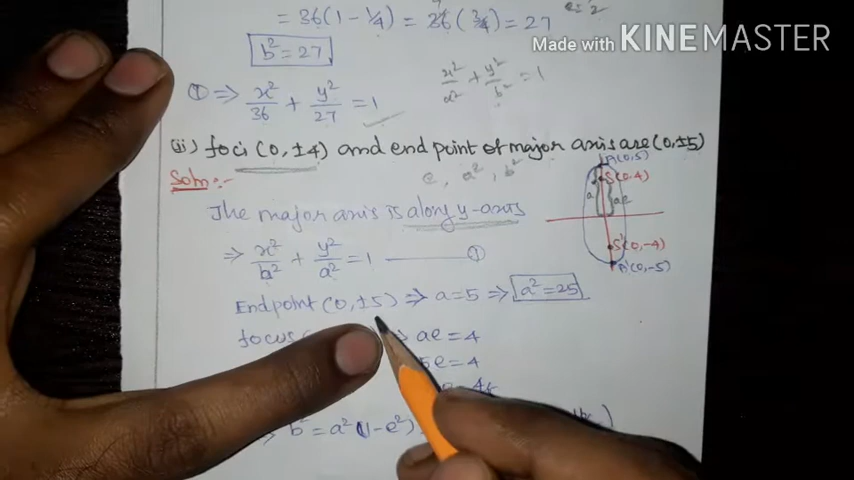 = 36(1 - 1/4) = 36(3/4) = 27
b² = 27
Made with KINEMASTER
① ⇒ x²/36 + y²/27 = 1
x²/a² + y²/b² = 1
(ii) foci (0, ±4) and end point of major axis are (0, ±5)
Soln:-
e, a², b²
A(0,5)
S(0,4)
a
ae
The major axis is along y-axis
S'(0,-4)
A'(0,-5)
⇒ x²/b² + y²/a² = 1 ——— ①
Endpoint (0, ±5) ⇒ a = 5 ⇒ a² = 25
focus ⇒ ae = 4
5e = 4
⇒ b² = a²(1-e²)